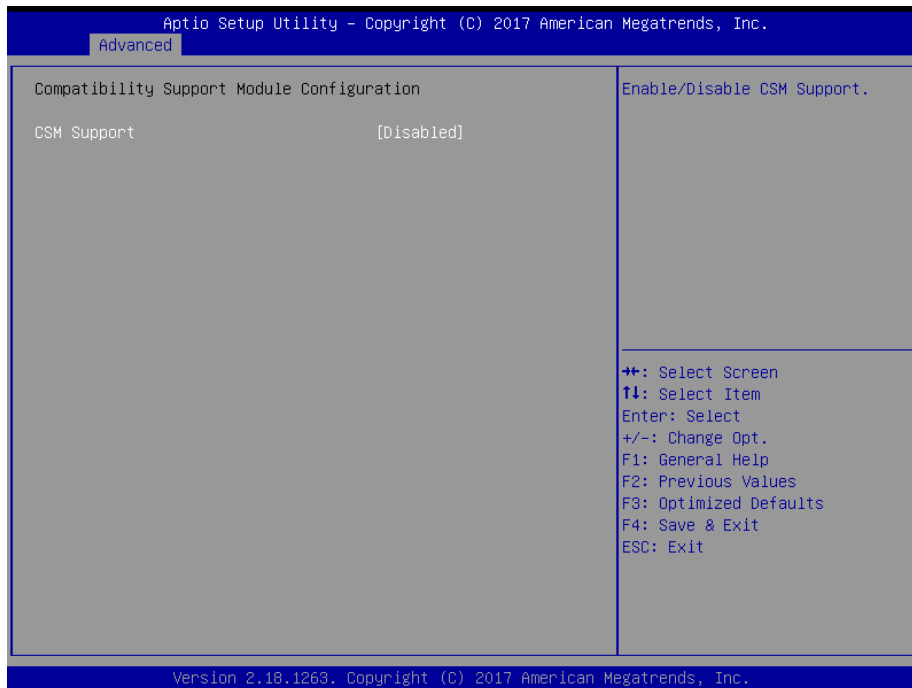 Aptio Setup Utility – Copyright (C) 2017 American Megatrends, Inc.
Advanced
Compatibility Support Module Configuration
CSM Support [Disabled]
Enable/Disable CSM Support.
→←: Select Screen
↑↓: Select Item
Enter: Select
+/-: Change Opt.
F1: General Help
F2: Previous Values
F3: Optimized Defaults
F4: Save & Exit
ESC: Exit
Version 2.18.1263. Copyright (C) 2017 American Megatrends, Inc.